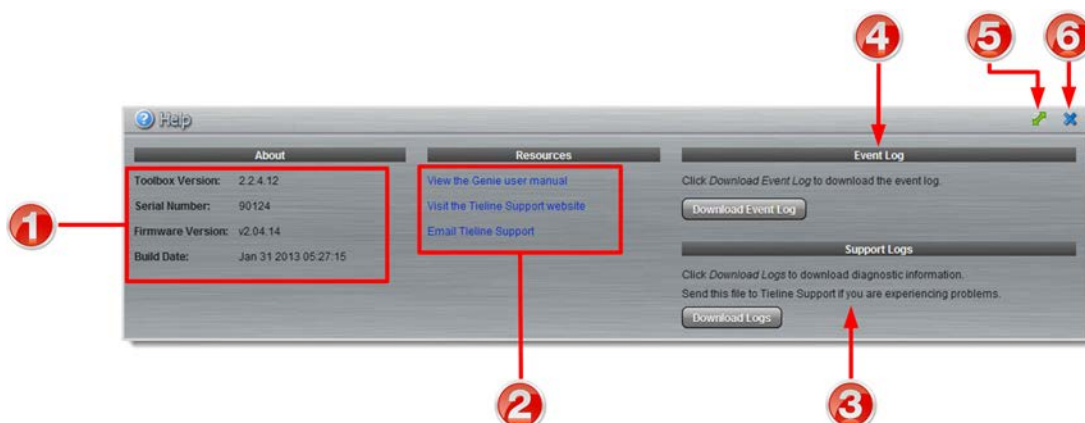 4 5 6
Help
About
Toolbox Version: 2.2.4.12
Serial Number: 90124
Firmware Version: v2.04.14
Build Date: Jan 31 2013 05:27:15
1
Resources
View the Genie user manual
Visit the Tieline Support website
Email Tieline Support
Event Log
Click Download Event Log to download the event log.
Download Event Log
Support Logs
Click Download Logs to download diagnostic information.
Send this file to Tieline Support if you are experiencing problems.
Download Logs
2 3